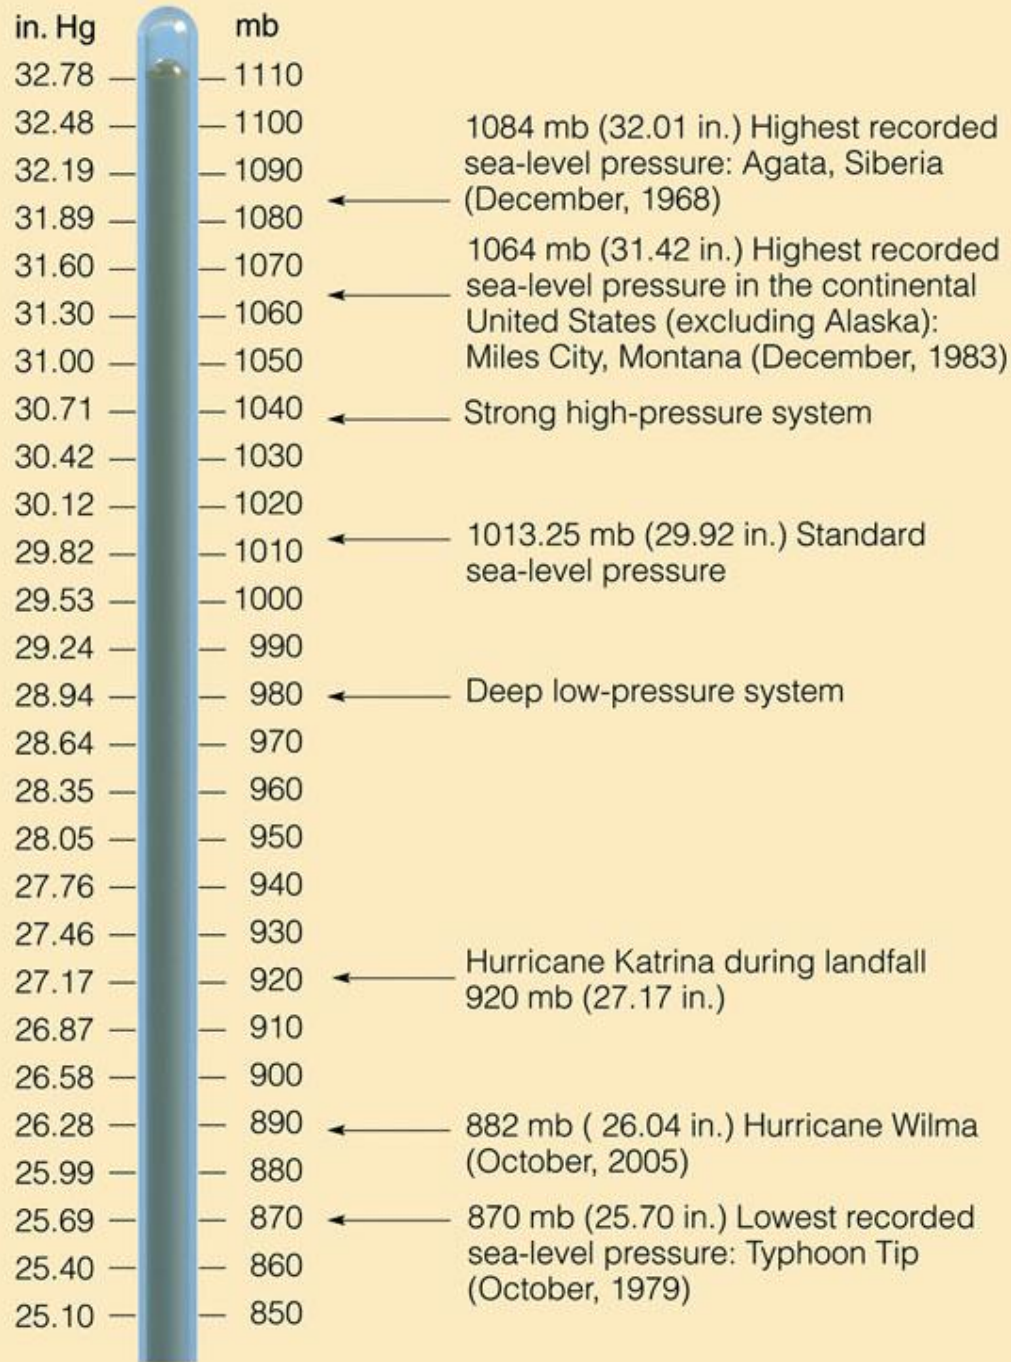 in. Hg mb
32.78 1110
32.48 1100
32.19 1090
31.89 1080
31.60 1070
31.30 1060
31.00 1050
30.71 1040
30.42 1030
30.12 1020
29.82 1010
29.53 1000
29.24 990
28.94 980
28.64 970
28.35 960
28.05 950
27.76 940
27.46 930
27.17 920
26.87 910
26.58 900
26.28 890
25.99 880
25.69 870
25.40 860
25.10 850
1084 mb (32.01 in.) Highest recorded
sea-level pressure: Agata, Siberia
(December, 1968)
1064 mb (31.42 in.) Highest recorded
sea-level pressure in the continental
United States (excluding Alaska):
Miles City, Montana (December, 1983)
Strong high-pressure system
1013.25 mb (29.92 in.) Standard
sea-level pressure
Deep low-pressure system
Hurricane Katrina during landfall
920 mb (27.17 in.)
882 mb ( 26.04 in.) Hurricane Wilma
(October, 2005)
870 mb (25.70 in.) Lowest recorded
sea-level pressure: Typhoon Tip
(October, 1979)